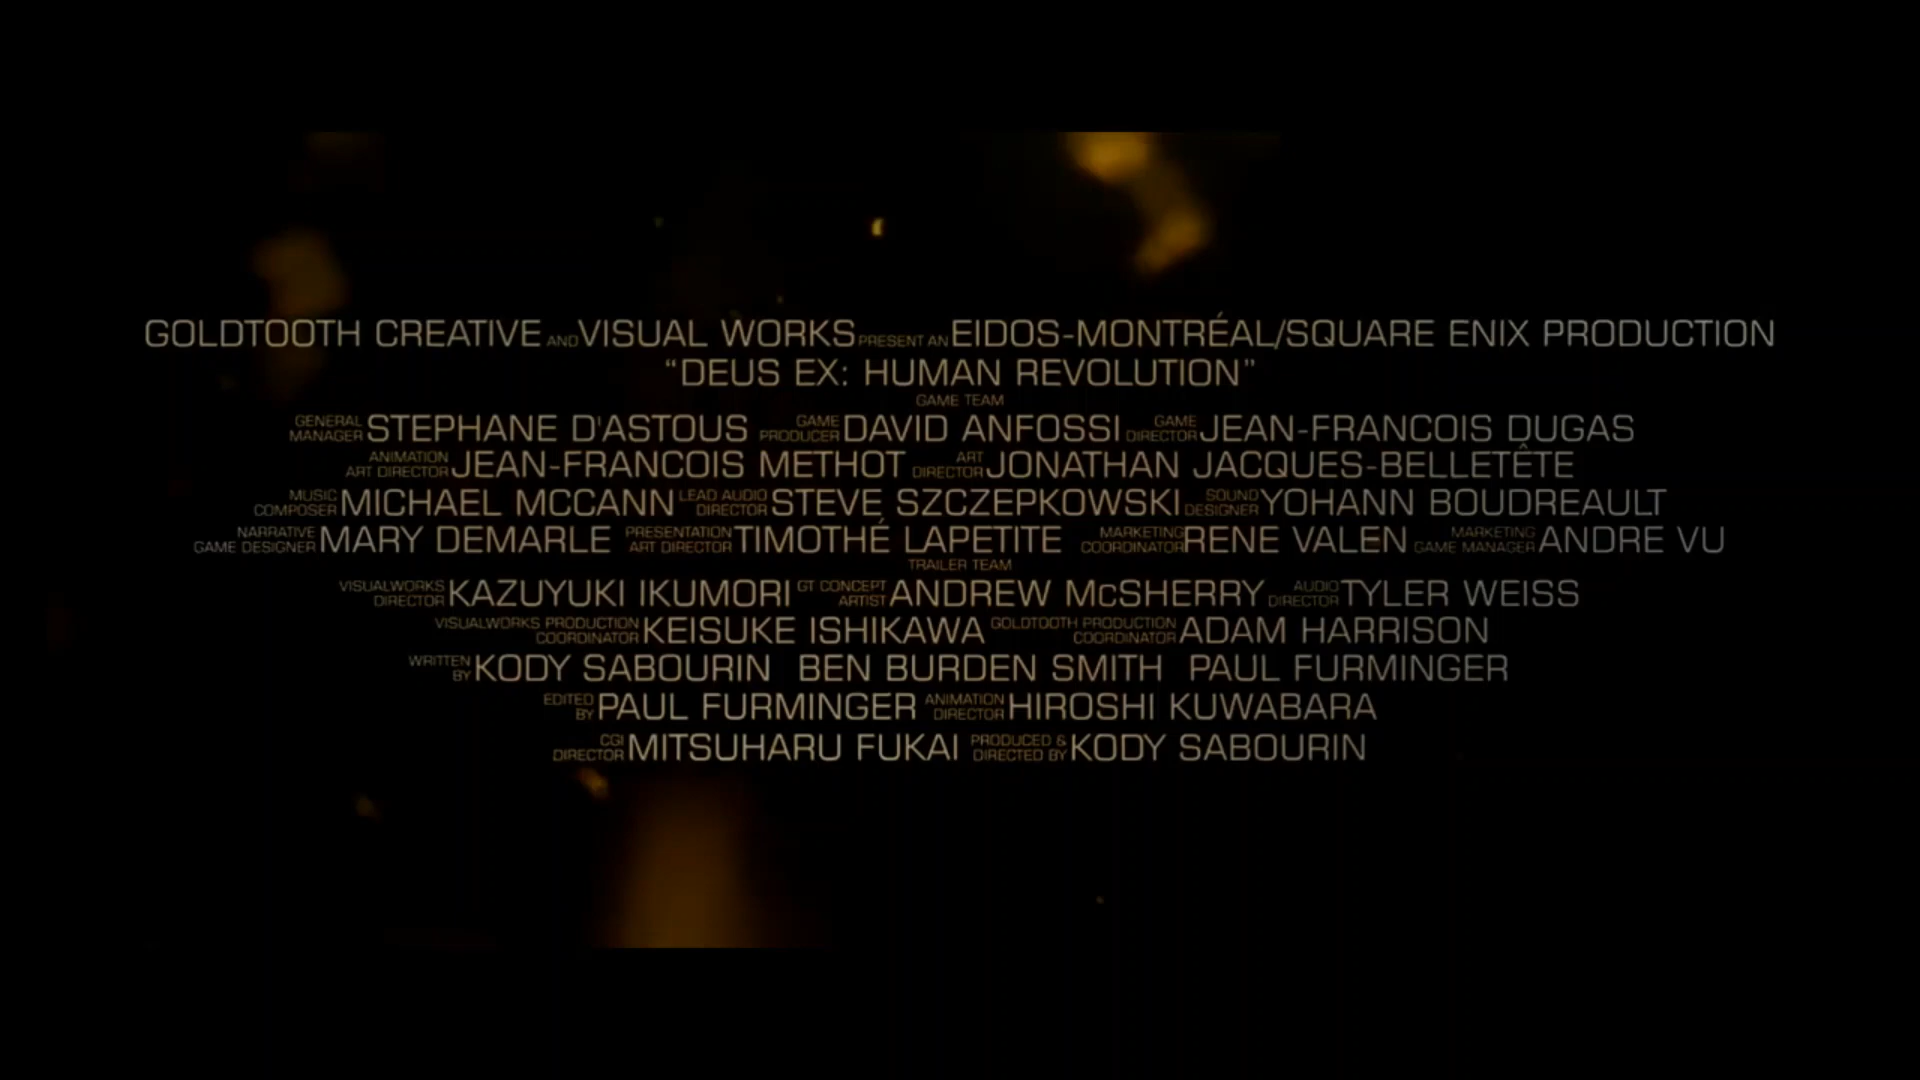 GOLDTOOTH CREATIVE AND VISUAL WORKS PRESENT AN EIDOS-MONTRÉAL/SQUARE ENIX PRODUCTION
“DEUS EX: HUMAN REVOLUTION”
GAME TEAM
GENERAL MANAGER STEPHANE D'ASTOUS GAME PRODUCER DAVID ANFOSSI GAME DIRECTOR JEAN-FRANCOIS DUGAS
ANIMATION ART DIRECTOR JEAN-FRANCOIS METHOT ART DIRECTOR JONATHAN JACQUES-BELLETÊTE
MUSIC COMPOSER MICHAEL MCCANN LEAD AUDIO DIRECTOR STEVE SZCZEPKOWSKI SOUND DESIGNER YOHANN BOUDREAULT
NARRATIVE GAME DESIGNER MARY DEMARLE PRESENTATION ART DIRECTOR TIMOTHÉ LAPETITE MARKETING COORDINATOR RENE VALEN MARKETING GAME MANAGER ANDRE VU
TRAILER TEAM
VISUALWORKS DIRECTOR KAZUYUKI IKUMORI GT CONCEPT ARTIST ANDREW McSHERRY AUDIO DIRECTOR TYLER WEISS
VISUALWORKS PRODUCTION COORDINATOR KEISUKE ISHIKAWA GOLDTOOTH PRODUCTION COORDINATOR ADAM HARRISON
WRITTEN BY KODY SABOURIN BEN BURDEN SMITH PAUL FURMINGER
EDITED BY PAUL FURMINGER ANIMATION DIRECTOR HIROSHI KUWABARA
CGI DIRECTOR MITSUHARU FUKAI PRODUCED & DIRECTED BY KODY SABOURIN